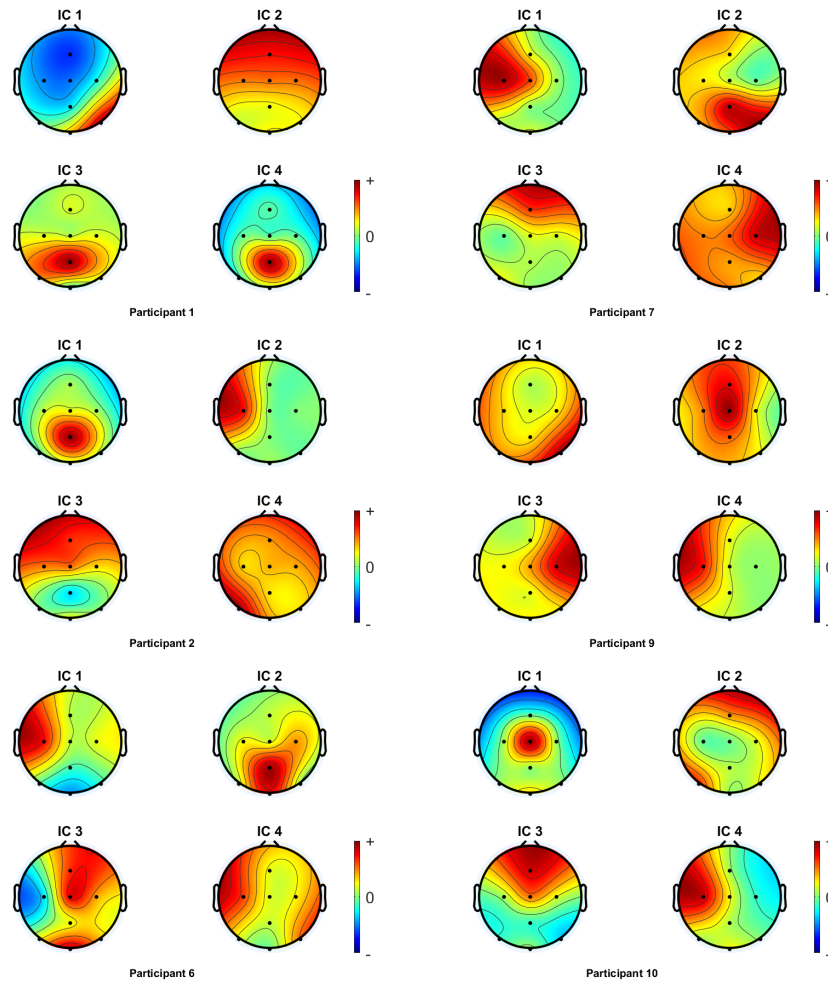 IC 1
IC 2
IC 3
IC 4
+
0
-
Participant 1
IC 1
IC 2
IC 3
IC 4
+
0
-
Participant 7
IC 1
IC 2
IC 3
IC 4
+
0
-
Participant 2
IC 1
IC 2
IC 3
IC 4
+
0
-
Participant 9
IC 1
IC 2
IC 3
IC 4
+
0
-
Participant 6
IC 1
IC 2
IC 3
IC 4
+
0
-
Participant 10